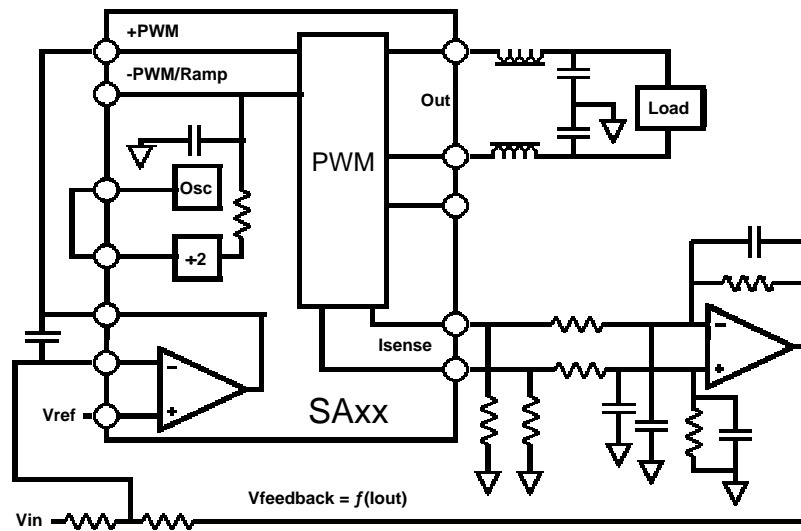 +PWM
-PWM/Ramp
Out
Load
PWM
Osc
÷2
Isense
−
+
−
+
Vref
SAxx
Vfeedback = ƒ(Iout)
Vin